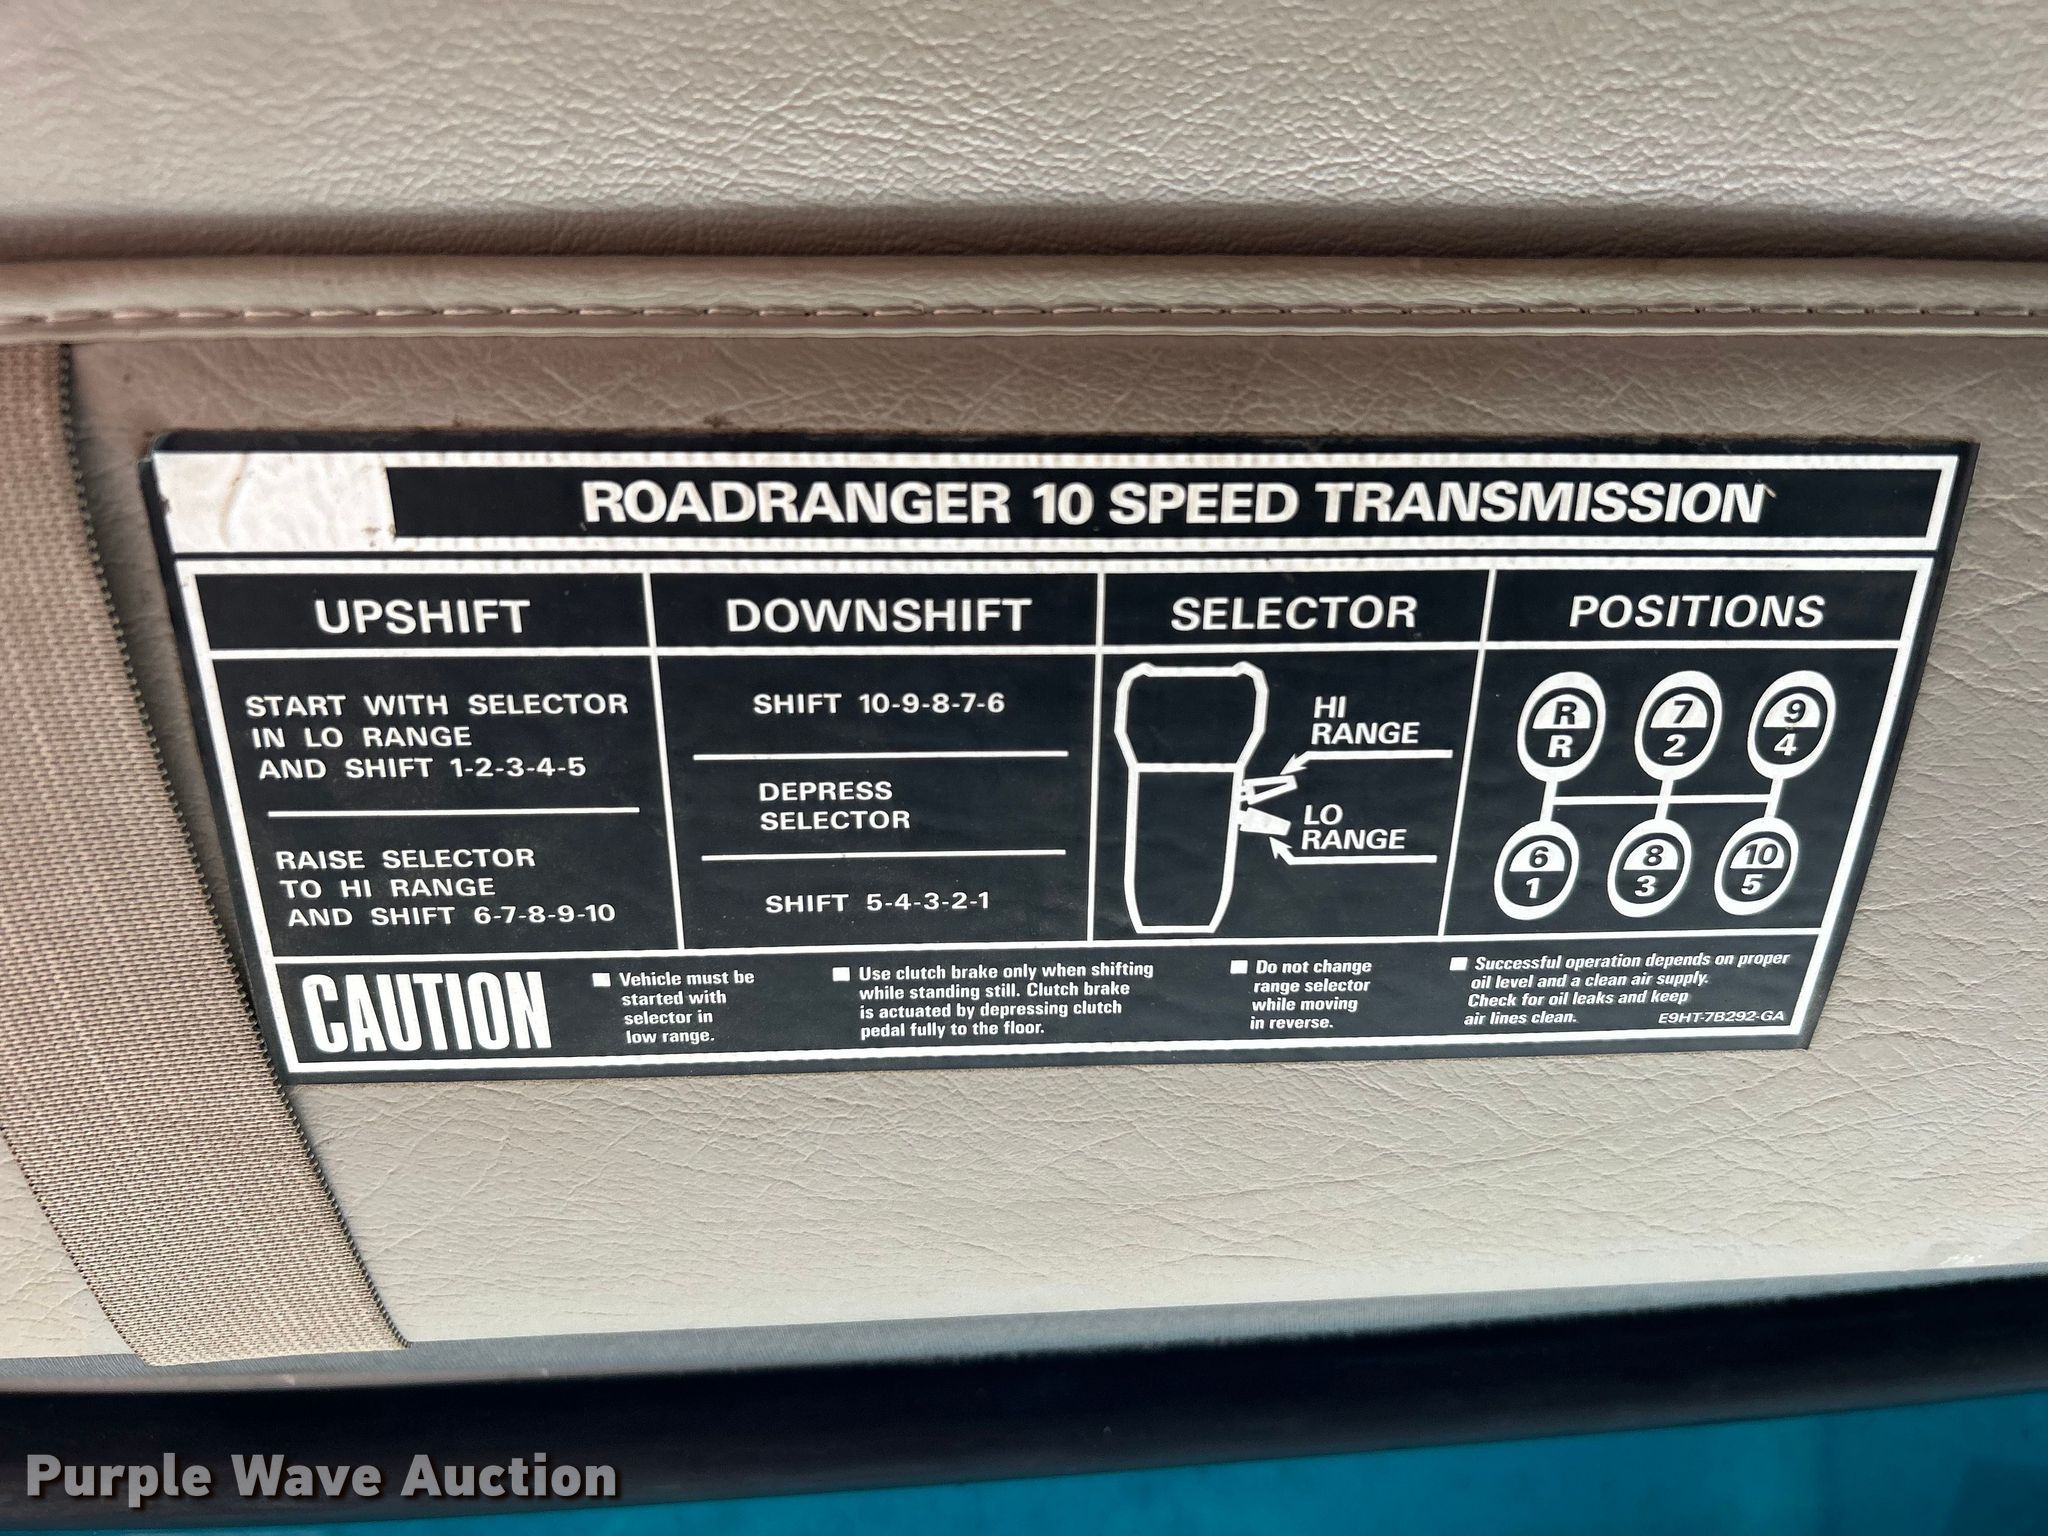 ROADRANGER 10 SPEED TRANSMISSION
UPSHIFT
START WITH SELECTOR
IN LO RANGE
AND SHIFT 1-2-3-4-5
RAISE SELECTOR
TO HI RANGE
AND SHIFT 6-7-8-9-10
DOWNSHIFT
SHIFT 10-9-8-7-6
DEPRESS
SELECTOR
SHIFT 5-4-3-2-1
SELECTOR
HI
RANGE
LO
RANGE
POSITIONS
R 7 9
R 2 4
6 8 10
1 3 5
CAUTION
■ Vehicle must be
started with
selector in
low range.
■ Use clutch brake only when shifting
while standing still. Clutch brake
is actuated by depressing clutch
pedal fully to the floor.
■ Do not change
range selector
while moving
in reverse.
■ Successful operation depends on proper
oil level and a clean air supply.
Check for oil leaks and keep
air lines clean.
E9HT-7B292-GA
Purple Wave Auction